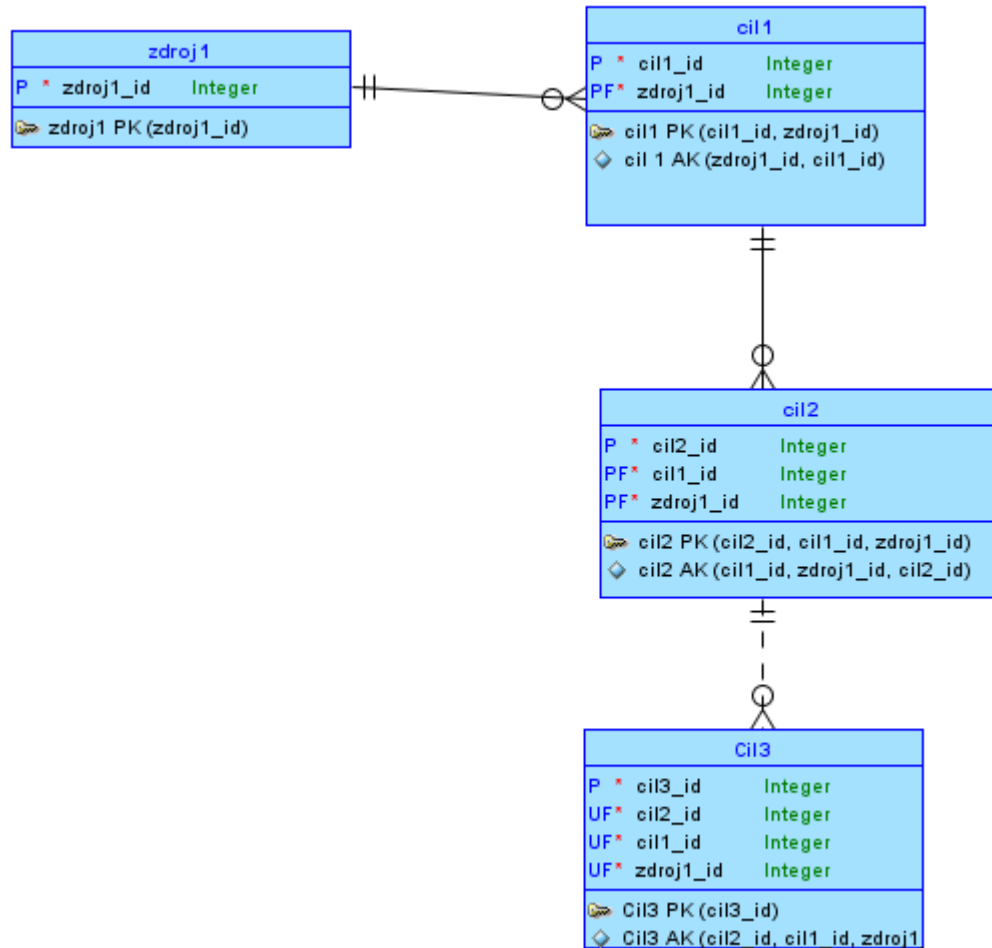 zdroj1
P * zdroj1_id Integer
zdroj1 PK (zdroj1_id)
cil1
P * cil1_id Integer
PF* zdroj1_id Integer
cil1 PK (cil1_id, zdroj1_id)
cil 1 AK (zdroj1_id, cil1_id)
cil2
P * cil2_id Integer
PF* cil1_id Integer
PF* zdroj1_id Integer
cil2 PK (cil2_id, cil1_id, zdroj1_id)
cil2 AK (cil1_id, zdroj1_id, cil2_id)
Cil3
P * cil3_id Integer
UF* cil2_id Integer
UF* cil1_id Integer
UF* zdroj1_id Integer
Cil3 PK (cil3_id)
Cil3 AK (cil2_id, cil1_id, zdroj1